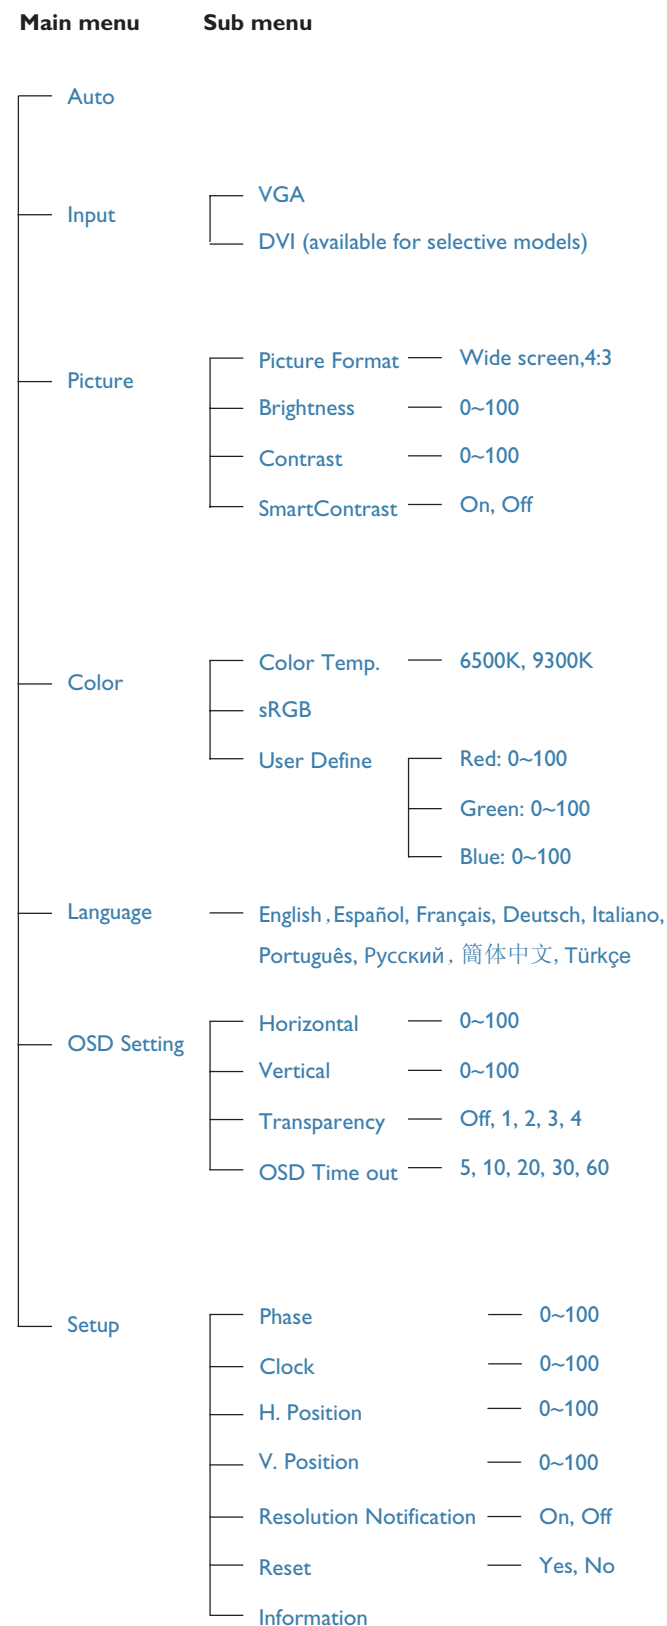 Main menu Sub menu
Auto
Input
VGA
DVI (available for selective models)
Picture
Picture Format Wide screen,4:3
Brightness 0~100
Contrast 0~100
SmartContrast On, Off
Color
Color Temp. 6500K, 9300K
sRGB
User Define
Red: 0~100
Green: 0~100
Blue: 0~100
Language
English , Español, Français, Deutsch, Italiano,
Português, Русский , 簡体中文, Türkçe
OSD Setting
Horizontal 0~100
Vertical 0~100
Transparency Off, 1, 2, 3, 4
OSD Time out 5, 10, 20, 30, 60
Setup
Phase 0~100
Clock 0~100
H. Position 0~100
V. Position 0~100
Resolution Notification On, Off
Reset Yes, No
Information